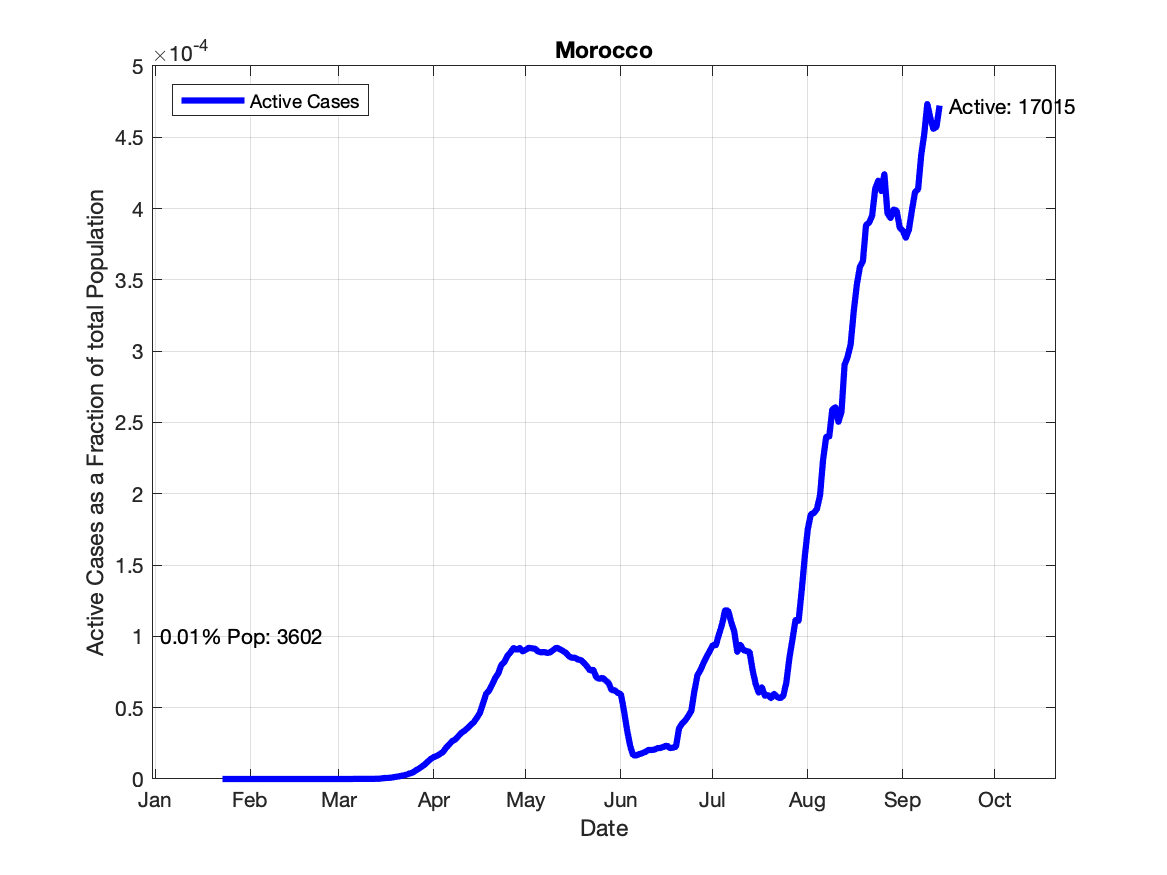 Morocco
×10-4
Active Cases
Active: 17015
0.01% Pop: 3602
5
4.5
4
3.5
3
2.5
2
1.5
1
0.5
0
Active Cases as a Fraction of total Population
Jan Feb Mar Apr May Jun Jul Aug Sep Oct
Date